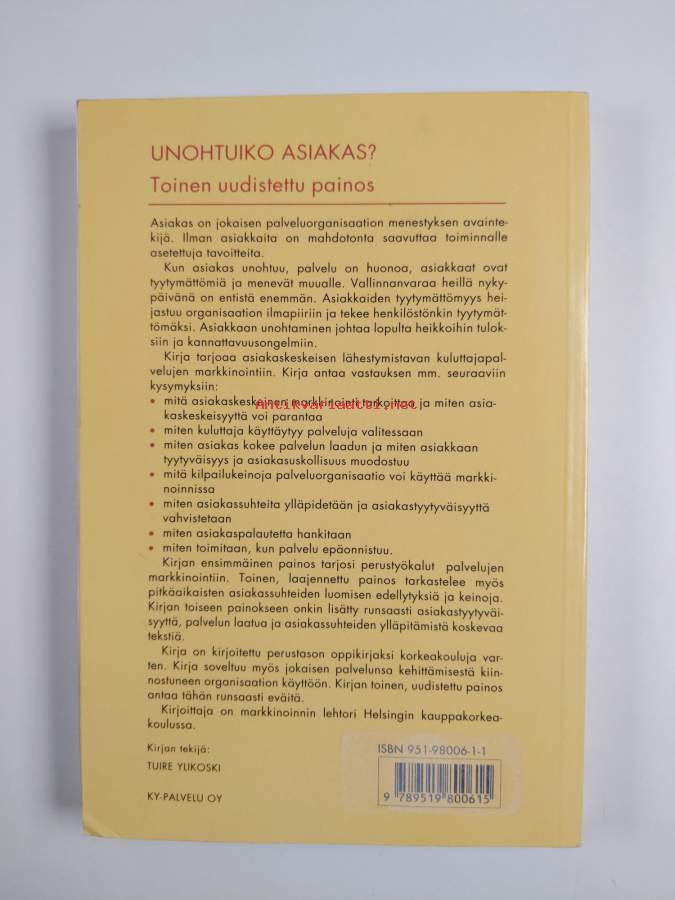 UNOHTUIKO ASIAKAS?
Toinen uudistettu painos
Asiakas on jokaisen palveluorganisaation menestyksen avainte-
kijä. Ilman asiakkaita on mahdotonta saavuttaa toiminnalle
asetettuja tavoitteita.
Kun asiakas unohtuu, palvelu on huonoa, asiakkaat ovat
tyytymättömiä ja menevät muualle. Vallinnanvaraa heillä nyky-
päivänä on entistä enemmän. Asiakkaiden tyytymättömyys hei-
jastuu organisaation ilmapiiriin ja tekee henkilöstönkin tyytymät-
tömäksi. Asiakkaan unohtaminen johtaa lopulta heikkoihin tulok-
siin ja kannattavuusongelmiin.
Kirja tarjoaa asiakaskeskeisen lähestymistavan kuluttajapal-
velujen markkinointiin. Kirja antaa vastauksen mm. seuraaviin
kysymyksiin:
• mitä asiakaskeskeinen markkinointi tarkoittaa ja miten asia-
kaskeskeisyyttä voi parantaa
Antikvariaatti.net
• miten kuluttaja käyttäytyy palveluja valitessaan
• miten asiakas kokee palvelun laadun ja miten asiakkaan
tyytyväisyys ja asiakasuskollisuus muodostuu
• mitä kilpailukeinoja palveluorganisaatio voi käyttää markki-
noinnissa
• miten asiakassuhteita ylläpidetään ja asiakastyytyväisyyttä
vahvistetaan
• miten asiakaspalautetta hankitaan
• miten toimitaan, kun palvelu epäonnistuu.
Kirjan ensimmäinen painos tarjosi perustyökalut palvelujen
markkinointiin. Toinen, laajennettu painos tarkastelee myös
pitkäaikaisten asiakassuhteiden luomisen edellytyksiä ja keinoja.
Kirjan toiseen painokseen onkin lisätty runsaasti asiakastyytyväi-
syyttä, palvelun laatua ja asiakassuhteiden ylläpitämistä koskevaa
tekstiä.
Kirja on kirjoitettu perustason oppikirjaksi korkeakouluja var-
ten. Kirja soveltuu myös jokaisen palvelunsa kehittämisestä kiin-
nostuneen organisaation käyttöön. Kirjan toinen, uudistettu painos
antaa tähän runsaasti eväitä.
Kirjoittaja on markkinoinnin lehtori Helsingin kauppakorkea-
koulussa.
Kirjan tekijä:
TUIRE YLIKOSKI
KY-PALVELU OY
ISBN 951-98006-1-1
9 789519 800615